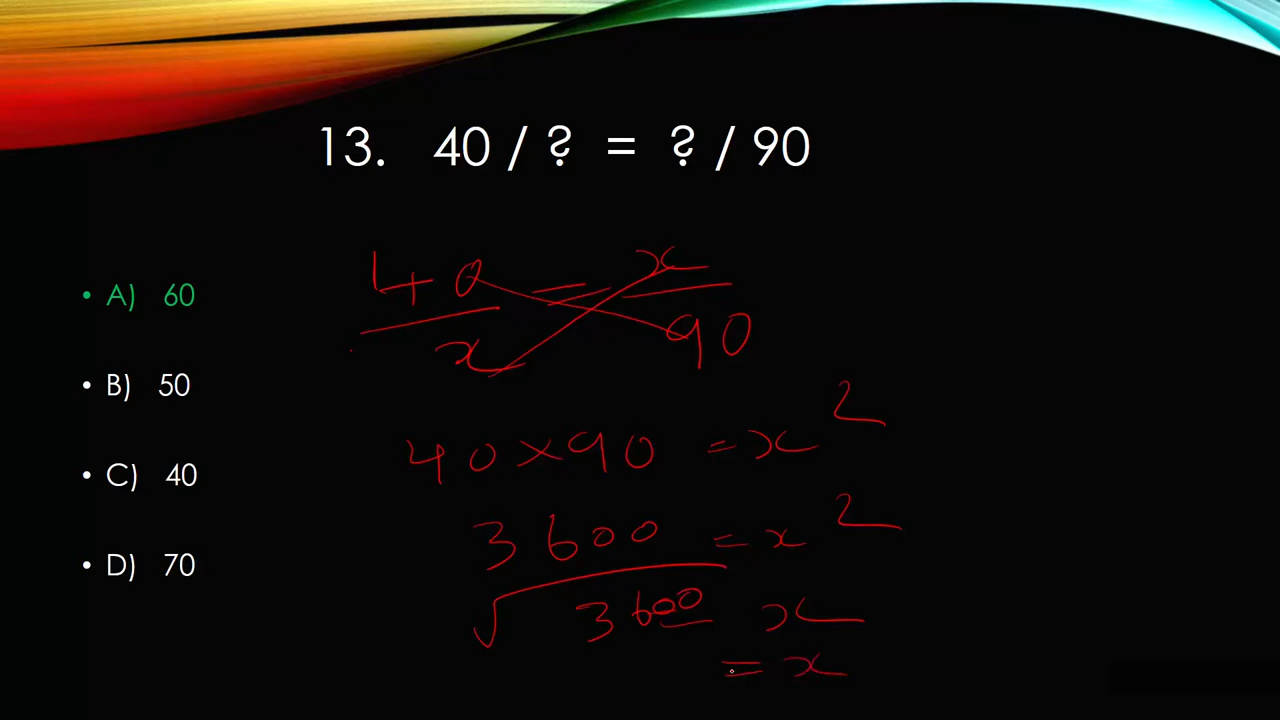 13. 40 / ? = ? / 90
• A) 60
• B) 50
• C) 40
• D) 70
40 = x
x 90
40 × 90 = x²
3600 = x²
√3600 x
= x